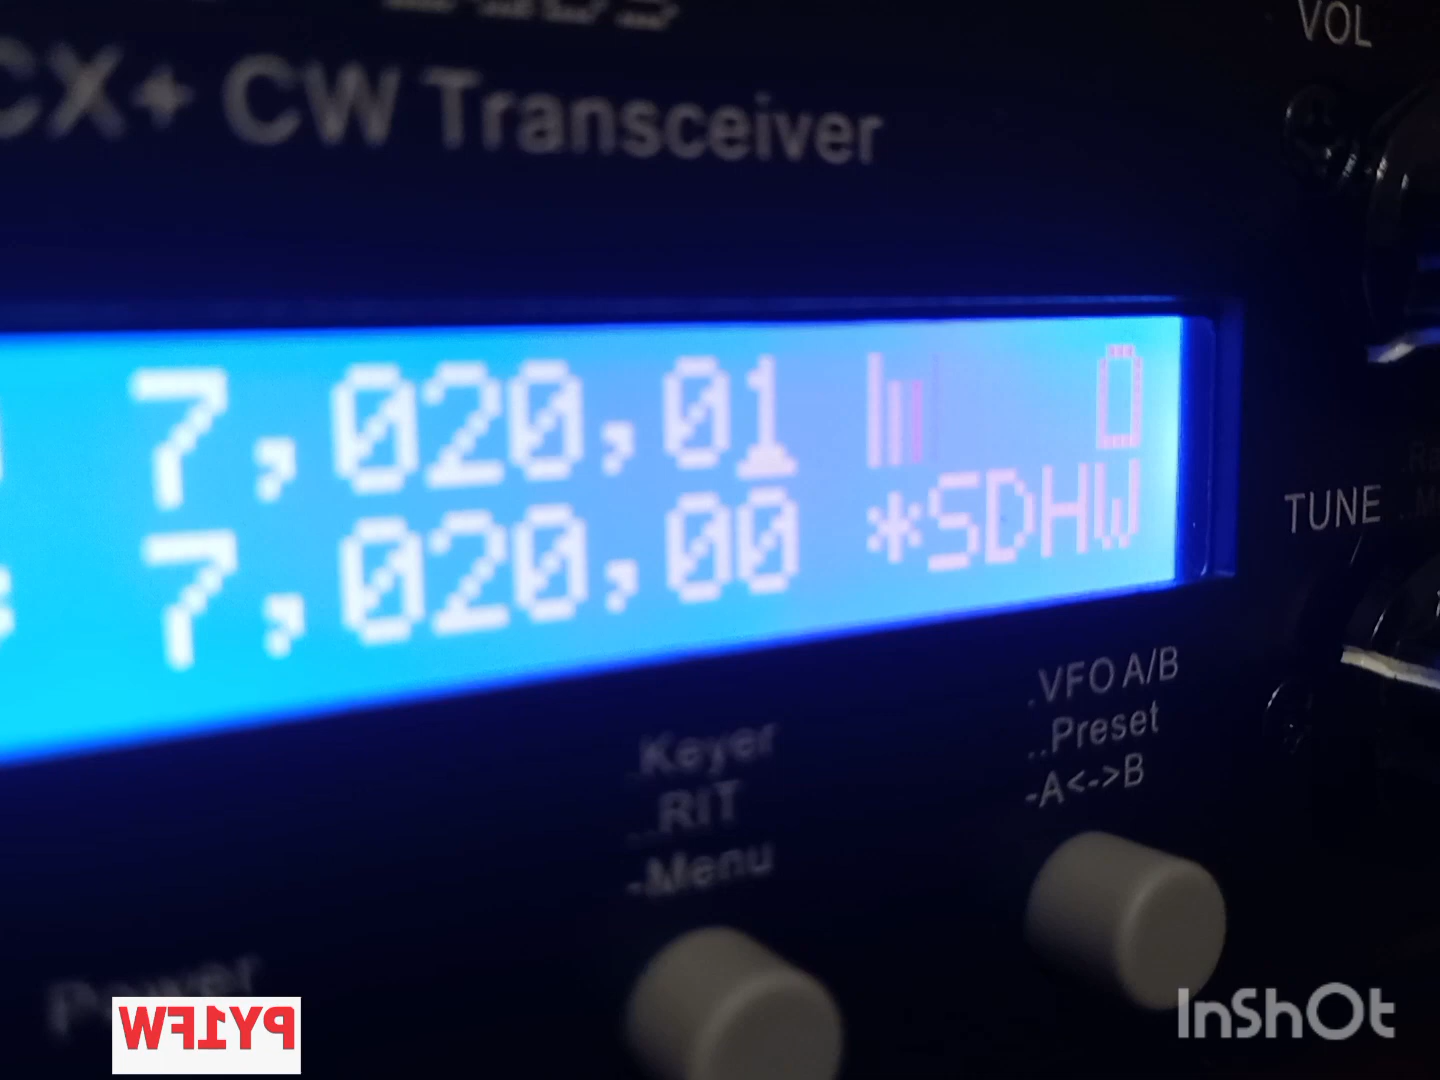 CX+ CW Transceiver
VOL
7,020,01
7,020,00 *SDHW
TUNE
.VFO A/B
..Preset
-A<->B
.Keyer
..RIT
-Menu
Power
PY1FW
InShOt